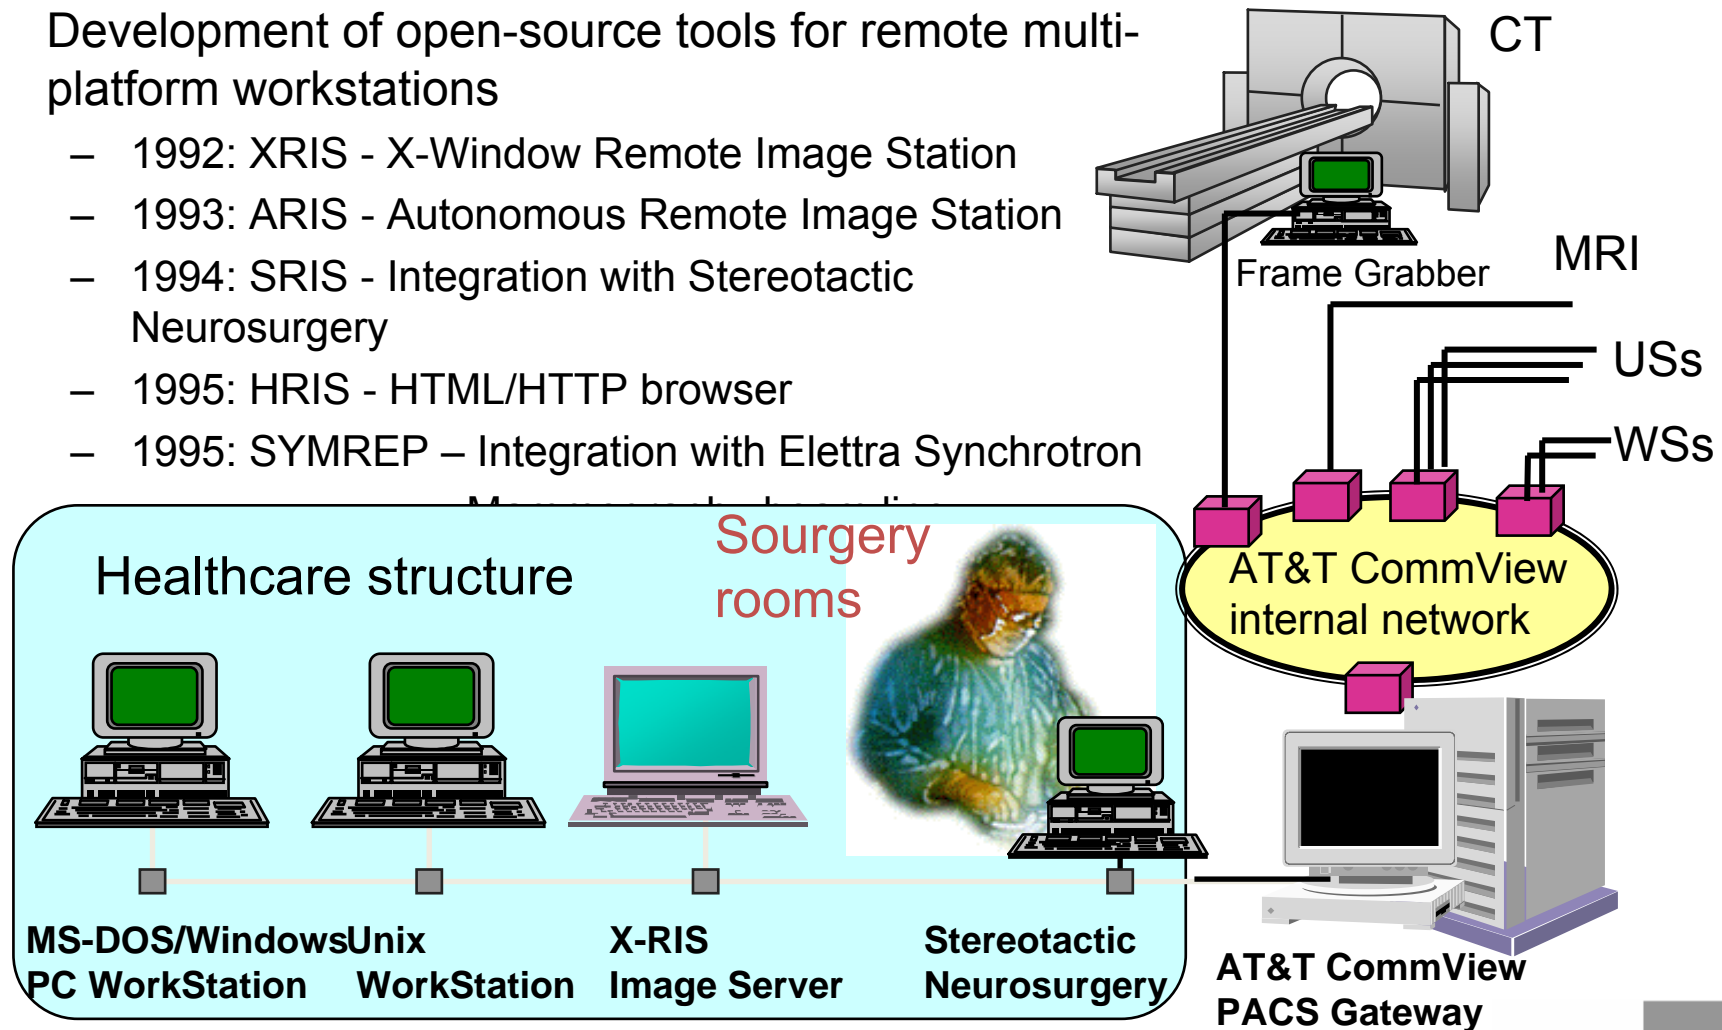 Development of open-source tools for remote multi-
platform workstations
– 1992: XRIS - X-Window Remote Image Station
– 1993: ARIS - Autonomous Remote Image Station
– 1994: SRIS - Integration with Stereotactic
Neurosurgery
– 1995: HRIS - HTML/HTTP browser
– 1995: SYMREP – Integration with Elettra Synchrotron
CT
Frame Grabber
MRI
USs
WSs
AT&T CommView
internal network
Healthcare structure
Sourgery
rooms
MS-DOS/Windows
PC WorkStation
Unix
WorkStation
X-RIS
Image Server
Stereotactic
Neurosurgery
AT&T CommView
PACS Gateway